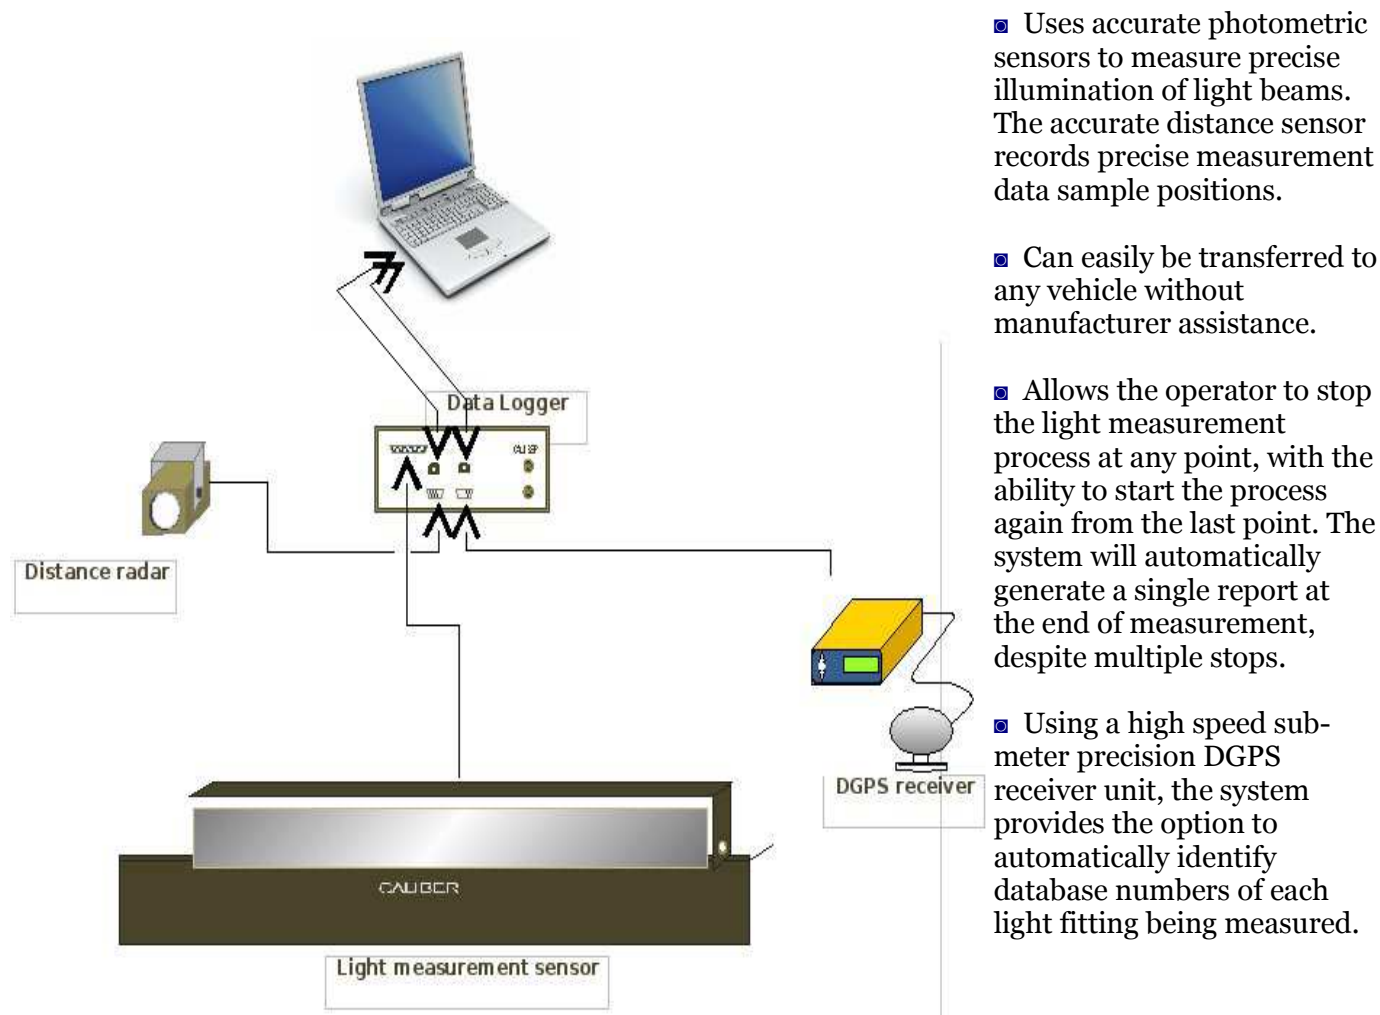 Data Logger
CALIBER
Distance radar
DGPS receiver
CALIBER
Light measurement sensor
◙ Uses accurate photometric
sensors to measure precise
illumination of light beams.
The accurate distance sensor
records precise measurement
data sample positions.
◙ Can easily be transferred to
any vehicle without
manufacturer assistance.
◙ Allows the operator to stop
the light measurement
process at any point, with the
ability to start the process
again from the last point. The
system will automatically
generate a single report at
the end of measurement,
despite multiple stops.
◙ Using a high speed sub-
meter precision DGPS
receiver unit, the system
provides the option to
automatically identify
database numbers of each
light fitting being measured.